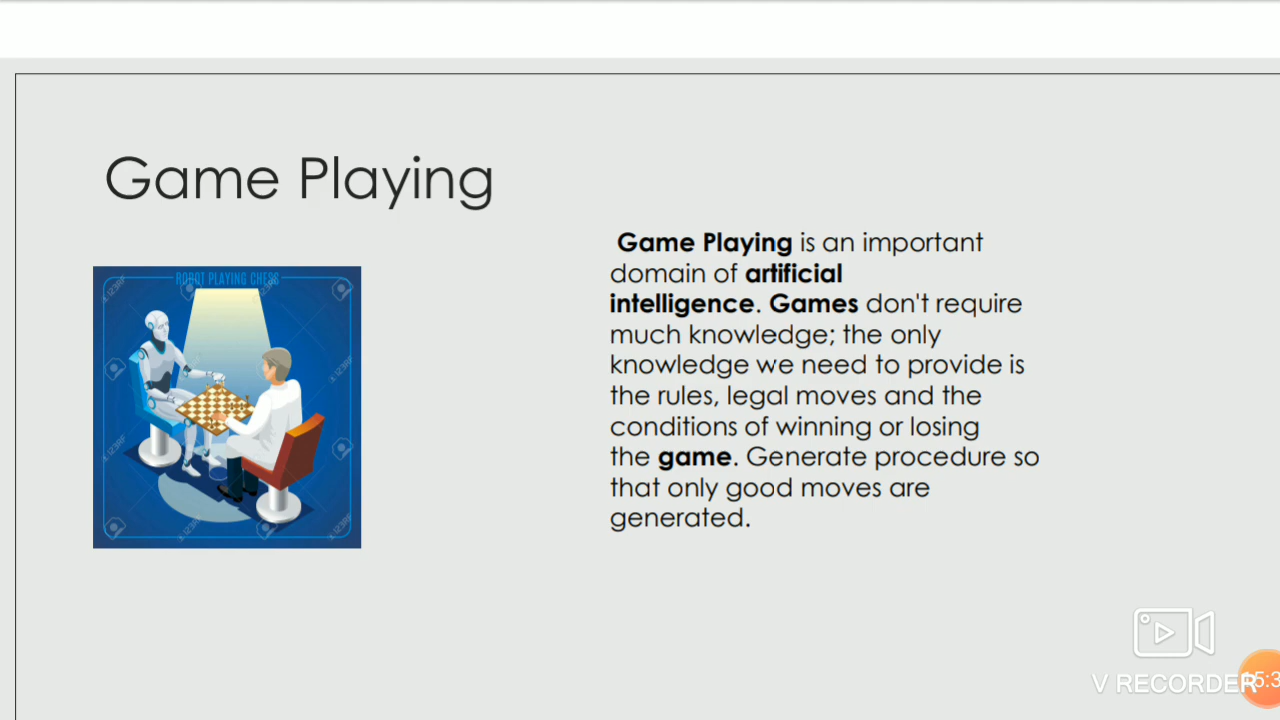 Game Playing
ROBOT PLAYING CHESS
Game Playing is an important
domain of artificial
intelligence. Games don't require
much knowledge; the only
knowledge we need to provide is
the rules, legal moves and the
conditions of winning or losing
the game. Generate procedure so
that only good moves are
generated.
123RF
V RECORDER